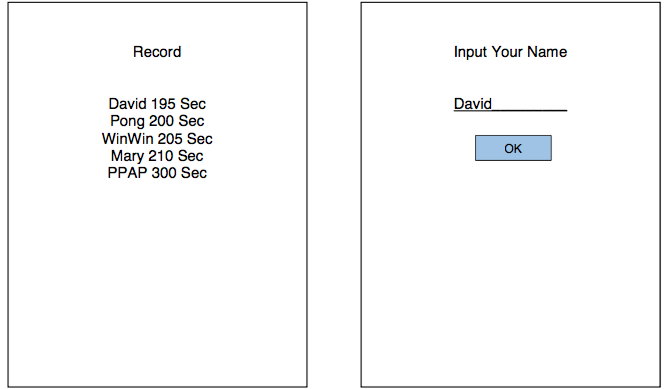 Record
David 195 Sec
Pong 200 Sec
WinWin 205 Sec
Mary 210 Sec
PPAP 300 Sec
Input Your Name
David
OK